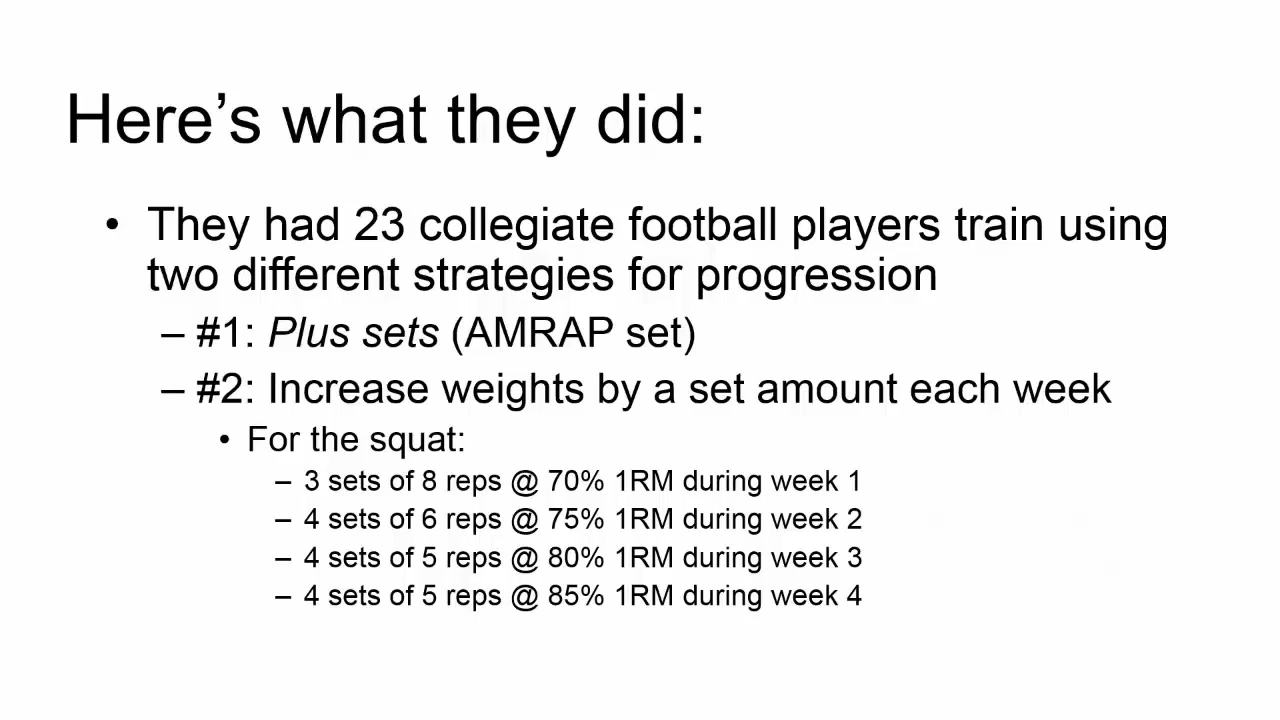 Here's what they did:
• They had 23 collegiate football players train using
two different strategies for progression
– #1: Plus sets (AMRAP set)
– #2: Increase weights by a set amount each week
• For the squat:
– 3 sets of 8 reps @ 70% 1RM during week 1
– 4 sets of 6 reps @ 75% 1RM during week 2
– 4 sets of 5 reps @ 80% 1RM during week 3
– 4 sets of 5 reps @ 85% 1RM during week 4